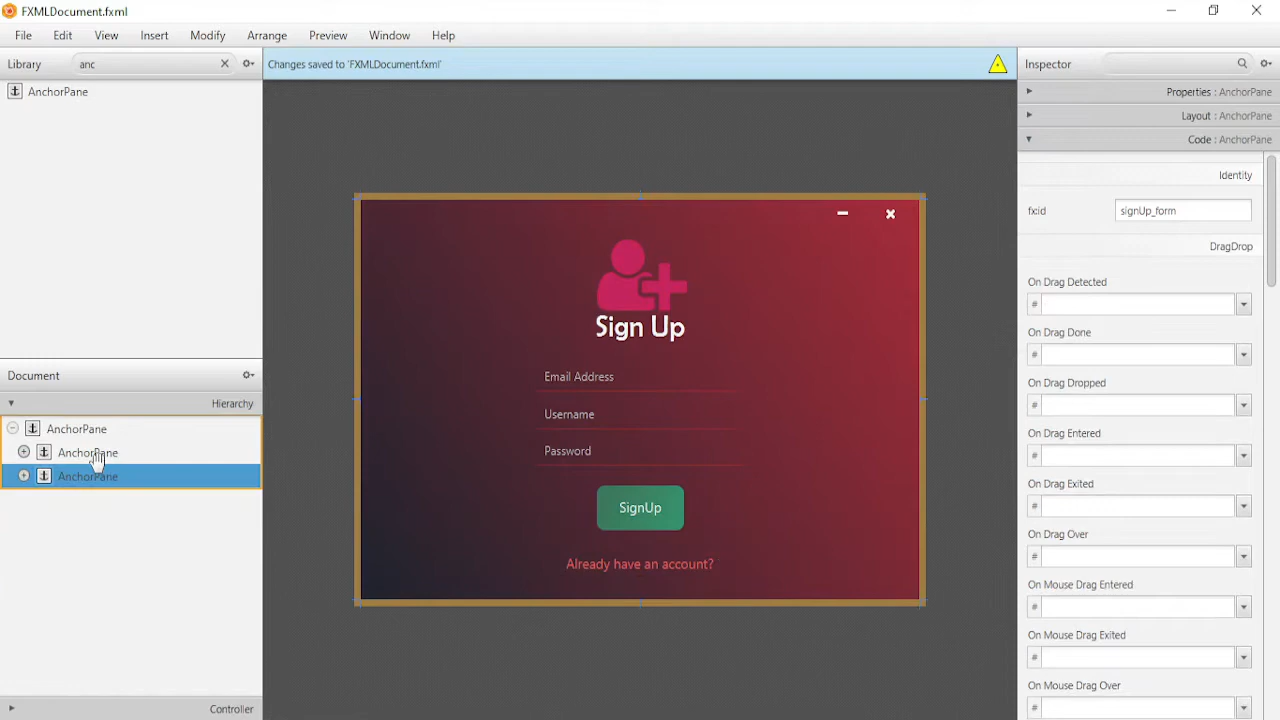 FXMLDocument.fxml
File Edit View Insert Modify Arrange Preview Window Help
Library anc
AnchorPane
Document
Hierarchy
AnchorPane
AnchorPane
AnchorPane
Controller
Changes saved to 'FXMLDocument.fxml'
Sign Up
Email Address
Username
Password
SignUp
Already have an account?
Inspector
Properties : AnchorPane
Layout : AnchorPane
Code : AnchorPane
Identity
fx:id signUp_form
DragDrop
On Drag Detected
#
On Drag Done
#
On Drag Dropped
#
On Drag Entered
#
On Drag Exited
#
On Drag Over
#
On Mouse Drag Entered
#
On Mouse Drag Exited
#
On Mouse Drag Over
#